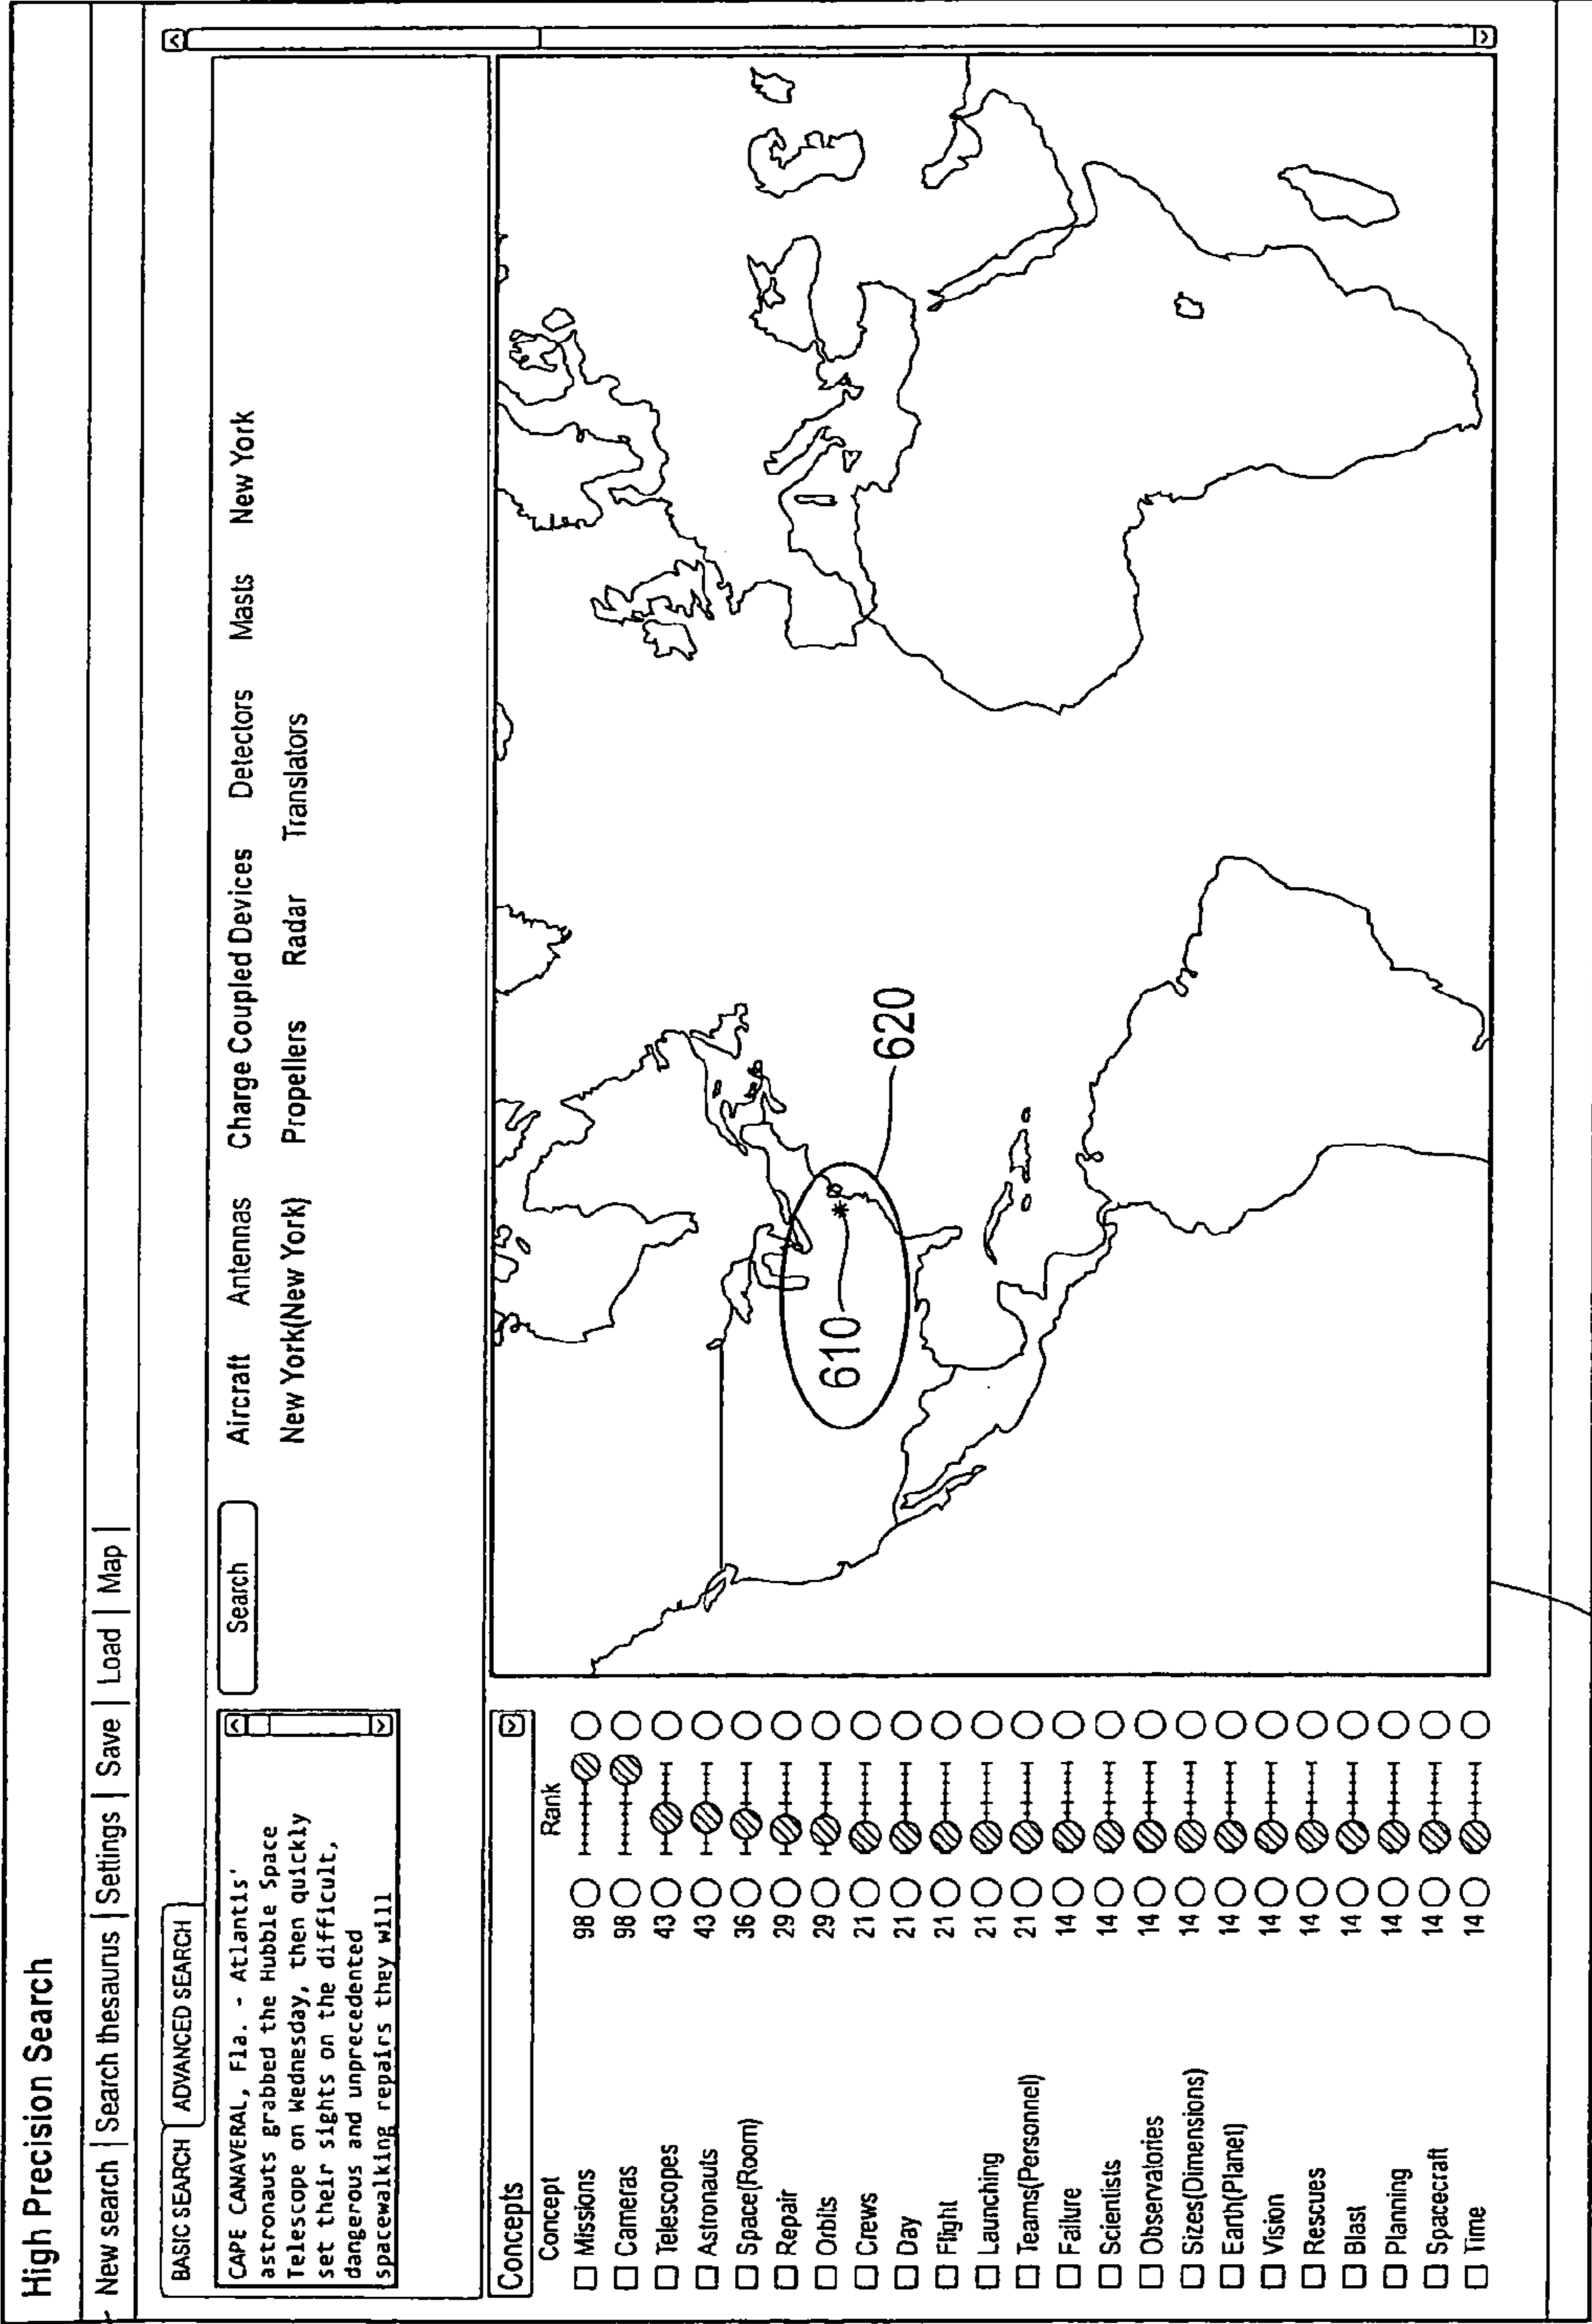 High Precision Search
New search | Search thesaurus | Settings | Save | Load | Map |
BASIC SEARCH ADVANCED SEARCH
CAPE CANAVERAL, Fla. - Atlantis'
astronauts grabbed the Hubble Space
Telescope on Wednesday, then quickly
set their sights on the difficult,
dangerous and unprecedented
spacewalking repairs they will
Search
Aircraft Antennas Charge Coupled Devices Detectors Masts New York
New York(New York) Propellers Radar Translators
Concepts
Concept Rank
Missions 98
Cameras 98
Telescopes 43
Astronauts 43
Space(Room) 36
Repair 29
Orbits 29
Crews 21
Day 21
Flight 21
Launching 21
Teams(Personnel) 21
Failure 14
Scientists 14
Observatories 14
Sizes(Dimensions) 14
Earth(Planet) 14
Vision 14
Rescues 14
Blast 14
Planning 14
Spacecraft 14
Time 14
610
620